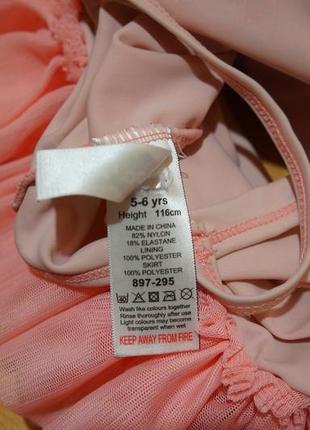 5-6 yrs
Height 116cm
MADE IN CHINA
82% NYLON
18% ELASTANE
LINING
100% POLYESTER
SKIRT
100% POLYESTER
897-295
Wash like colours together
Rinse thoroughly after use
Light colours may become
transparent when wet
KEEP AWAY FROM FIRE